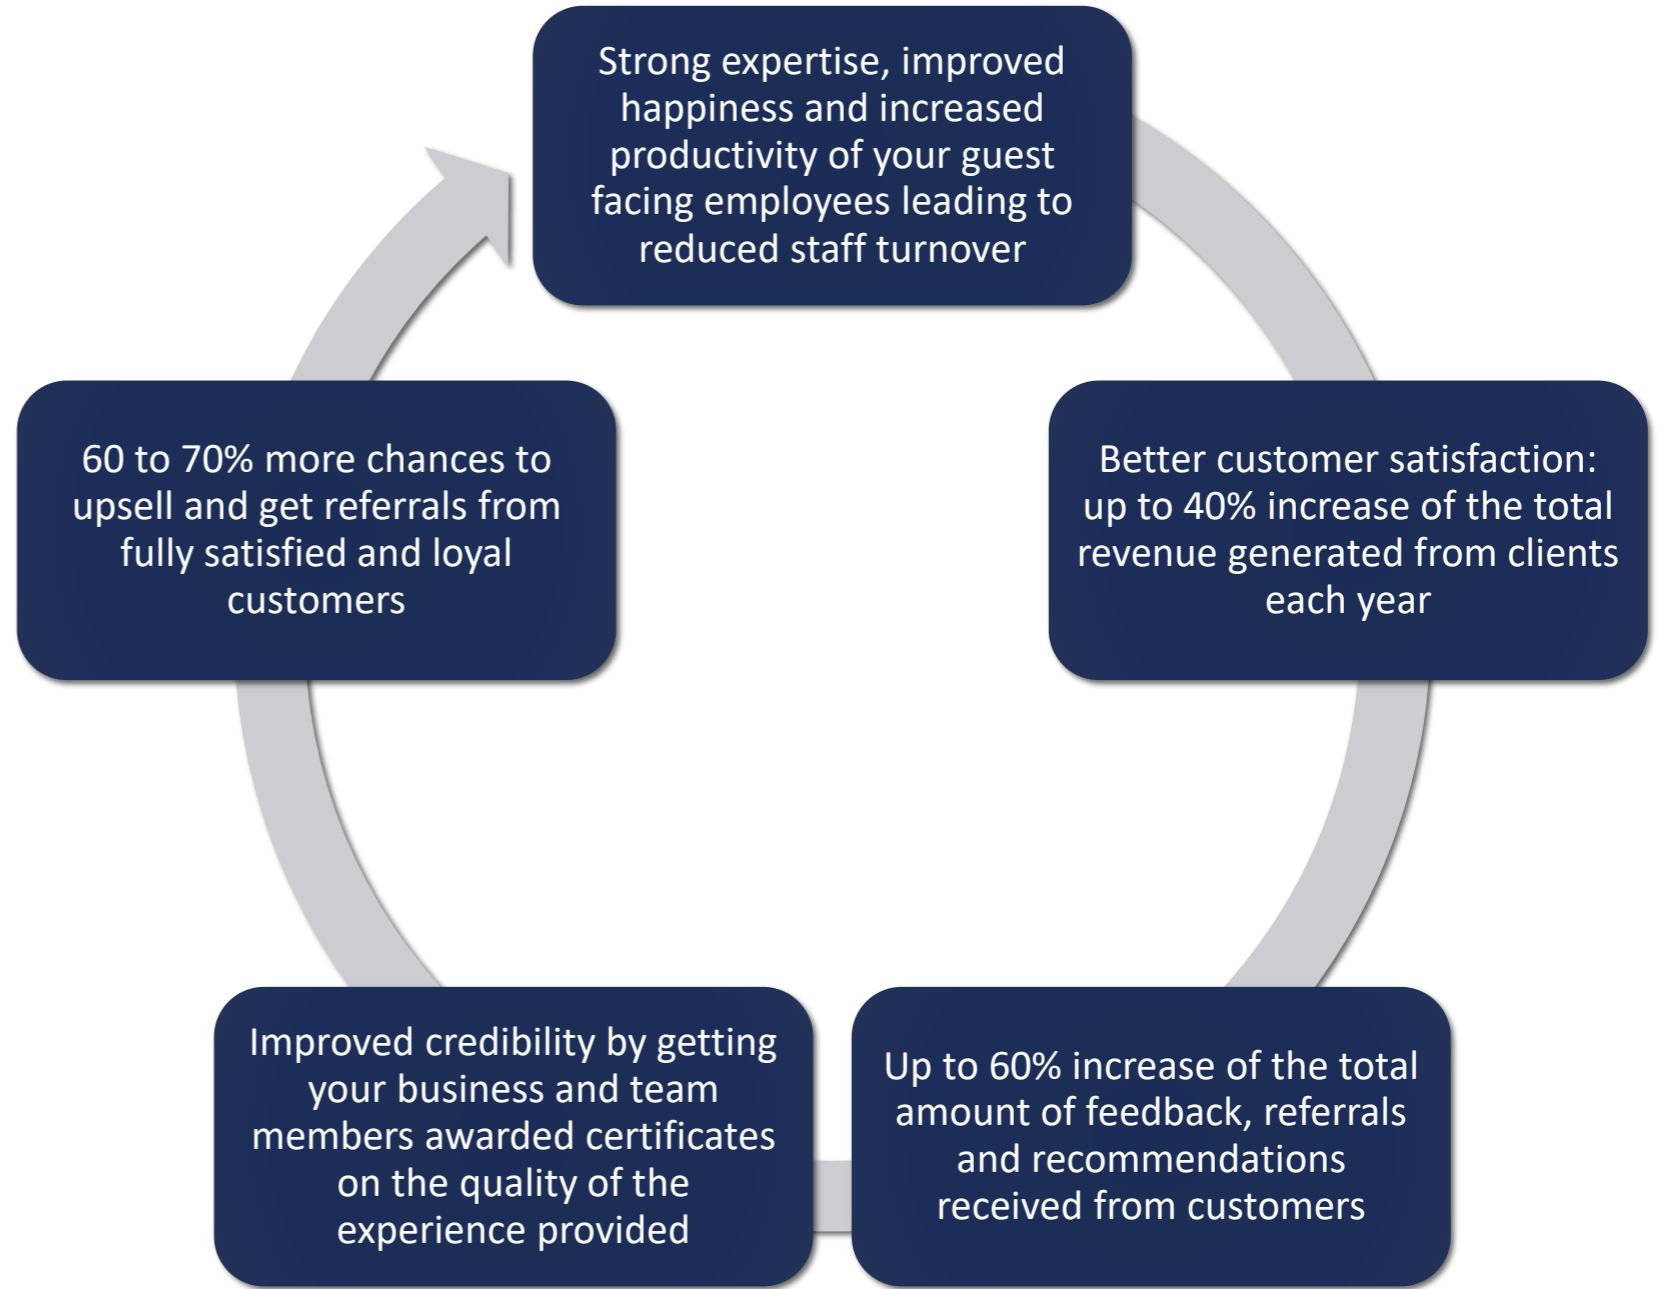 Strong expertise, improved
happiness and increased
productivity of your guest
facing employees leading to
reduced staff turnover
Better customer satisfaction:
up to 40% increase of the total
revenue generated from clients
each year
Up to 60% increase of the total
amount of feedback, referrals
and recommendations
received from customers
Improved credibility by getting
your business and team
members awarded certificates
on the quality of the
experience provided
60 to 70% more chances to
upsell and get referrals from
fully satisfied and loyal
customers